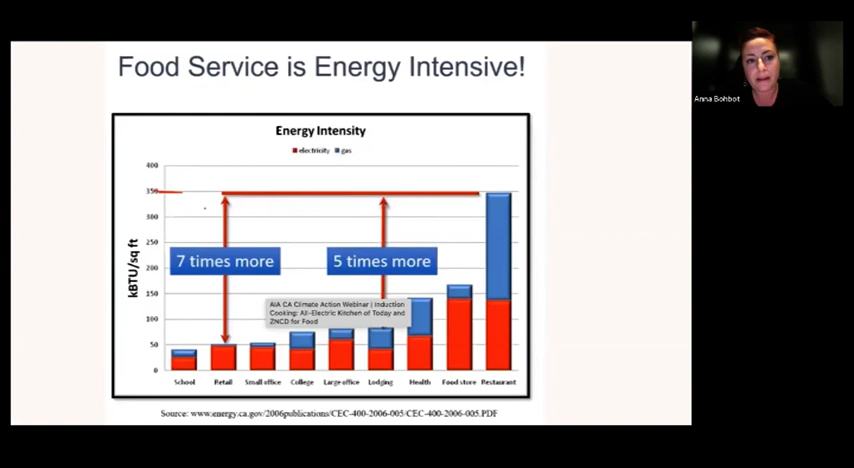 Food Service is Energy Intensive!
Anna Bohbot
Energy Intensity
electricity gas
400
350
300
250
200
150
100
50
0
kBTU/sq ft
7 times more
5 times more
AIA CA Climate Action Webinar | Induction
Cooking: All-Electric Kitchen of Today and
ZNCD for Food
School Retail Small office College Large office Lodging Health Food store Restaurant
Source: www.energy.ca.gov/2006publications/CEC-400-2006-005/CEC-400-2006-005.PDF